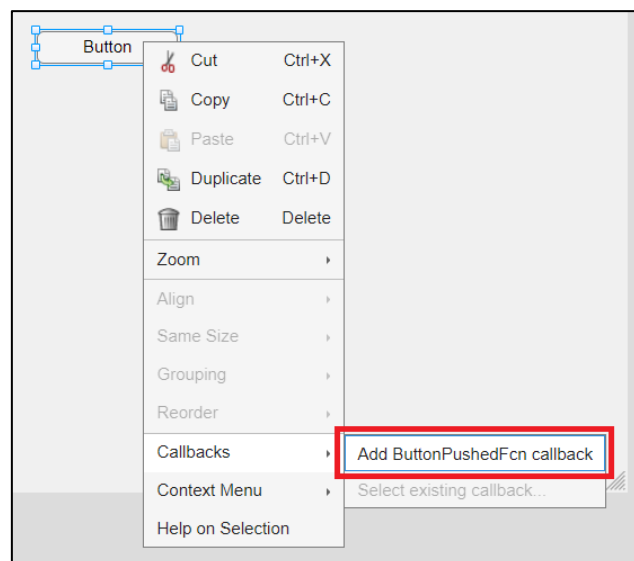 Button
Cut Ctrl+X
Copy Ctrl+C
Paste Ctrl+V
Duplicate Ctrl+D
Delete Delete
Zoom
Align
Same Size
Grouping
Reorder
Callbacks
Add ButtonPushedFcn callback
Context Menu
Select existing callback...
Help on Selection